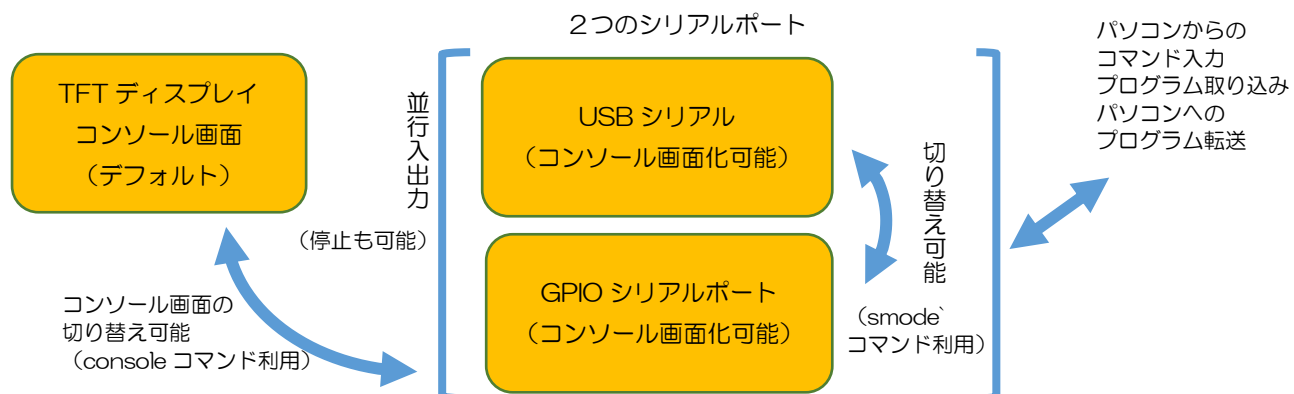 ２つのシリアルポート
TFT ディスプレイ
コンソール画面
（デフォルト）
並行入出力
（停止も可能）
USB シリアル
（コンソール画面化可能）
GPIO シリアルポート
（コンソール画面化可能）
切り替え可能
（smode`
コマンド利用）
コンソール画面の
切り替え可能
（console コマンド利用）
パソコンからの
コマンド入力
プログラム取り込み
パソコンへの
プログラム転送